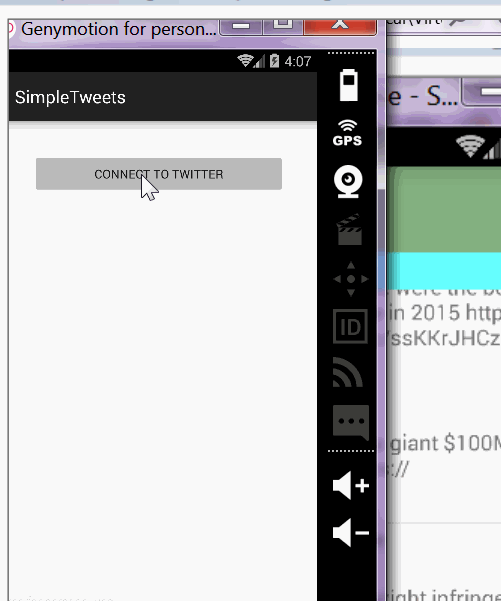 Genymotion for person...
4:07
SimpleTweets
CONNECT TO TWITTER
GPS
ID
e - S...
were the b
in 2015 http
ssKKrJHCz
giant $100M
://
ight infringe